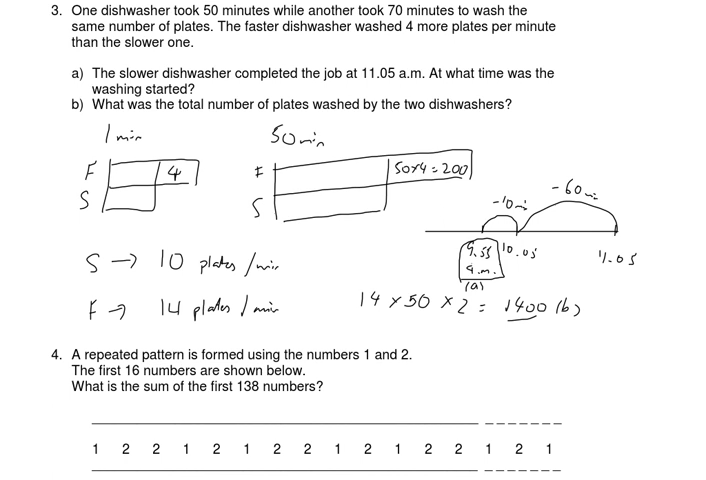 3. One dishwasher took 50 minutes while another took 70 minutes to wash the
same number of plates. The faster dishwasher washed 4 more plates per minute
than the slower one.
a) The slower dishwasher completed the job at 11.05 a.m. At what time was the
washing started?
b) What was the total number of plates washed by the two dishwashers?
1 min
50 min
F 4
F 50x4 = 200
S
S
-10 min
-60 min
9.55 a.m.
10.05
11.05
(a)
S → 10 plates / min
F → 14 plates / min
14 x 50 x 2 = 1400 (b)
4. A repeated pattern is formed using the numbers 1 and 2.
The first 16 numbers are shown below.
What is the sum of the first 138 numbers?
1 2 2 1 2 1 2 2 1 2 1 2 2 1 2 1